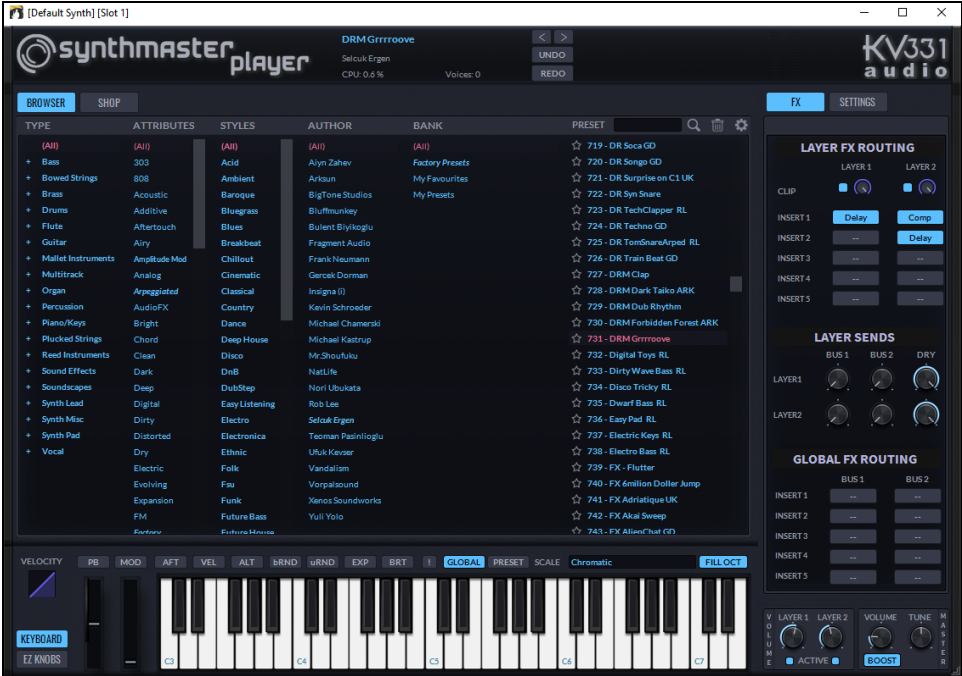 [Default Synth] [Slot 1]
synthmaster player
DRM Grrrroove
Selcuk Ergen
CPU: 0.6 %
Voices: 0
<
>
UNDO
REDO
KV331
audio
BROWSER
SHOP
FX
SETTINGS
TYPE
(All)
+ Bass
+ Bowed Strings
+ Brass
+ Drums
+ Flute
+ Guitar
+ Mallet Instruments
+ Multitrack
+ Organ
+ Percussion
+ Piano/Keys
+ Plucked Strings
+ Reed Instruments
+ Sound Effects
+ Soundscapes
+ Synth Lead
+ Synth Misc
+ Synth Pad
+ Vocal
ATTRIBUTES
(All)
303
808
Acoustic
Additive
Aftertouch
Airy
Amplitude Mod
Analog
Arpeggiated
AudioFX
Bright
Chord
Clean
Dark
Deep
Digital
Dirty
Distorted
Dry
Electric
Evolving
Expansion
FM
Factory
STYLES
(All)
Acid
Ambient
Baroque
Bluegrass
Blues
Breakbeat
Chillout
Cinematic
Classical
Country
Dance
Deep House
Disco
DnB
DubStep
Easy Listening
Electro
Electronica
Ethnic
Folk
Fsu
Funk
Future Bass
Future House
AUTHOR
(All)
Aiyn Zahev
Arksun
BigTone Studios
Bluffmunkey
Bulent Biyikoglu
Fragment Audio
Frank Neumann
Gercek Dorman
Insigna (i)
Kevin Schroeder
Michael Chamerski
Michael Kastrup
Mr.Shoufuku
NatLife
Nori Ubukata
Rob Lee
Selcuk Ergen
Teoman Pasinlioglu
Ufuk Kevser
Vandalism
Vorpalsound
Xenos Soundworks
Yuli Yolo
BANK
(All)
Factory Presets
My Favourites
My Presets
PRESET
719 - DR Soca GD
720 - DR Songo GD
721 - DR Surprise on C1 UK
722 - DR Syn Snare
723 - DR TechClapper RL
724 - DR Techno GD
725 - DR TomSnareArped RL
726 - DR Train Beat GD
727 - DRM Clap
728 - DRM Dark Taiko ARK
729 - DRM Dub Rhythm
730 - DRM Forbidden Forest ARK
731 - DRM Grrrroove
732 - Digital Toys RL
733 - Dirty Wave Bass RL
734 - Disco Tricky RL
735 - Dwarf Bass RL
736 - Easy Pad RL
737 - Electric Keys RL
738 - Electro Bass RL
739 - FX - Flutter
740 - FX 6milion Doller Jump
741 - FX Adriatique UK
742 - FX Akai Sweep
743 - FX AlienChat GD
LAYER FX ROUTING
LAYER 1 LAYER 2
CLIP
INSERT 1 Delay Comp
INSERT 2 -- Delay
INSERT 3 -- --
INSERT 4 -- --
INSERT 5 -- --
LAYER SENDS
BUS 1 BUS 2 DRY
LAYER1
LAYER2
GLOBAL FX ROUTING
BUS 1 BUS 2
INSERT 1 -- --
INSERT 2 -- --
INSERT 3 -- --
INSERT 4 -- --
INSERT 5 -- --
VELOCITY
PB
MOD
AFT
VEL
ALT
bRND
uRND
EXP
BRT
!
GLOBAL
PRESET
SCALE
Chromatic
FILL OCT
KEYBOARD
EZ KNOBS
C3
C4
C5
C6
C7
VOLUME
LAYER 1 LAYER 2
ACTIVE
VOLUME TUNE
BOOST
MASTER